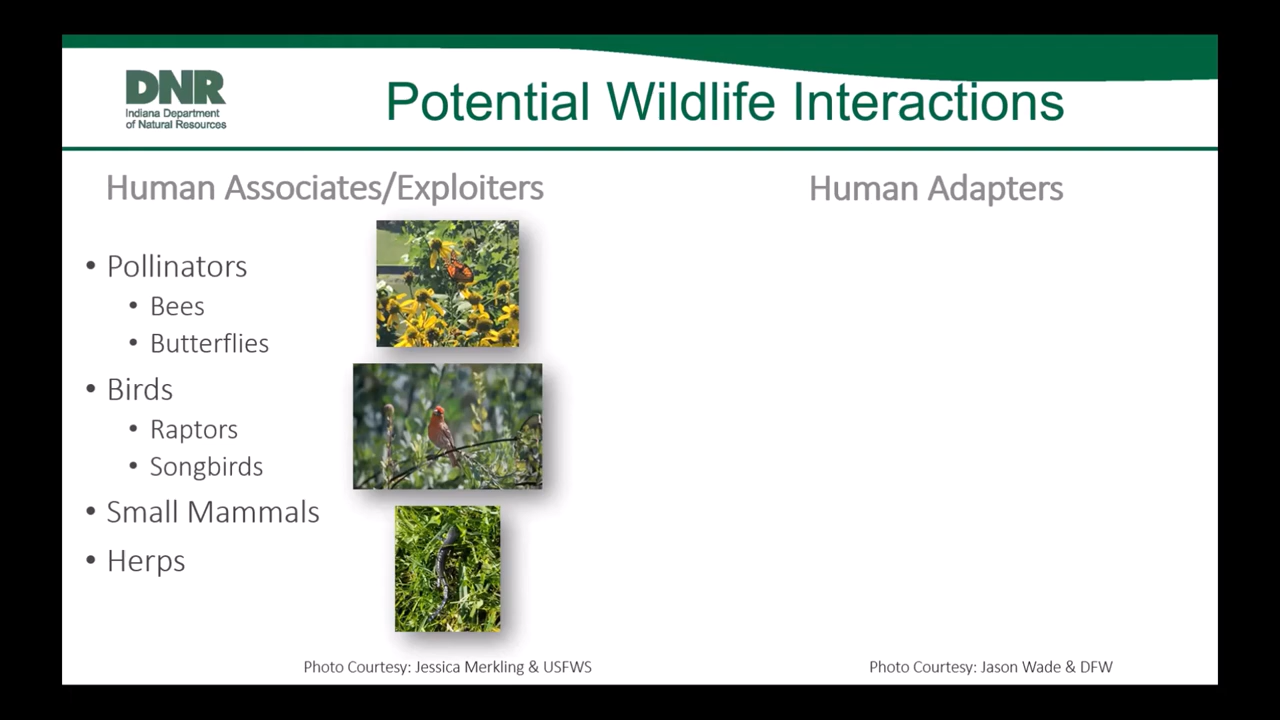 DNR
Indiana Department
of Natural Resources
Potential Wildlife Interactions
Human Associates/Exploiters
• Pollinators
• Bees
• Butterflies
• Birds
• Raptors
• Songbirds
• Small Mammals
• Herps
Photo Courtesy: Jessica Merkling & USFWS
Human Adapters
Photo Courtesy: Jason Wade & DFW